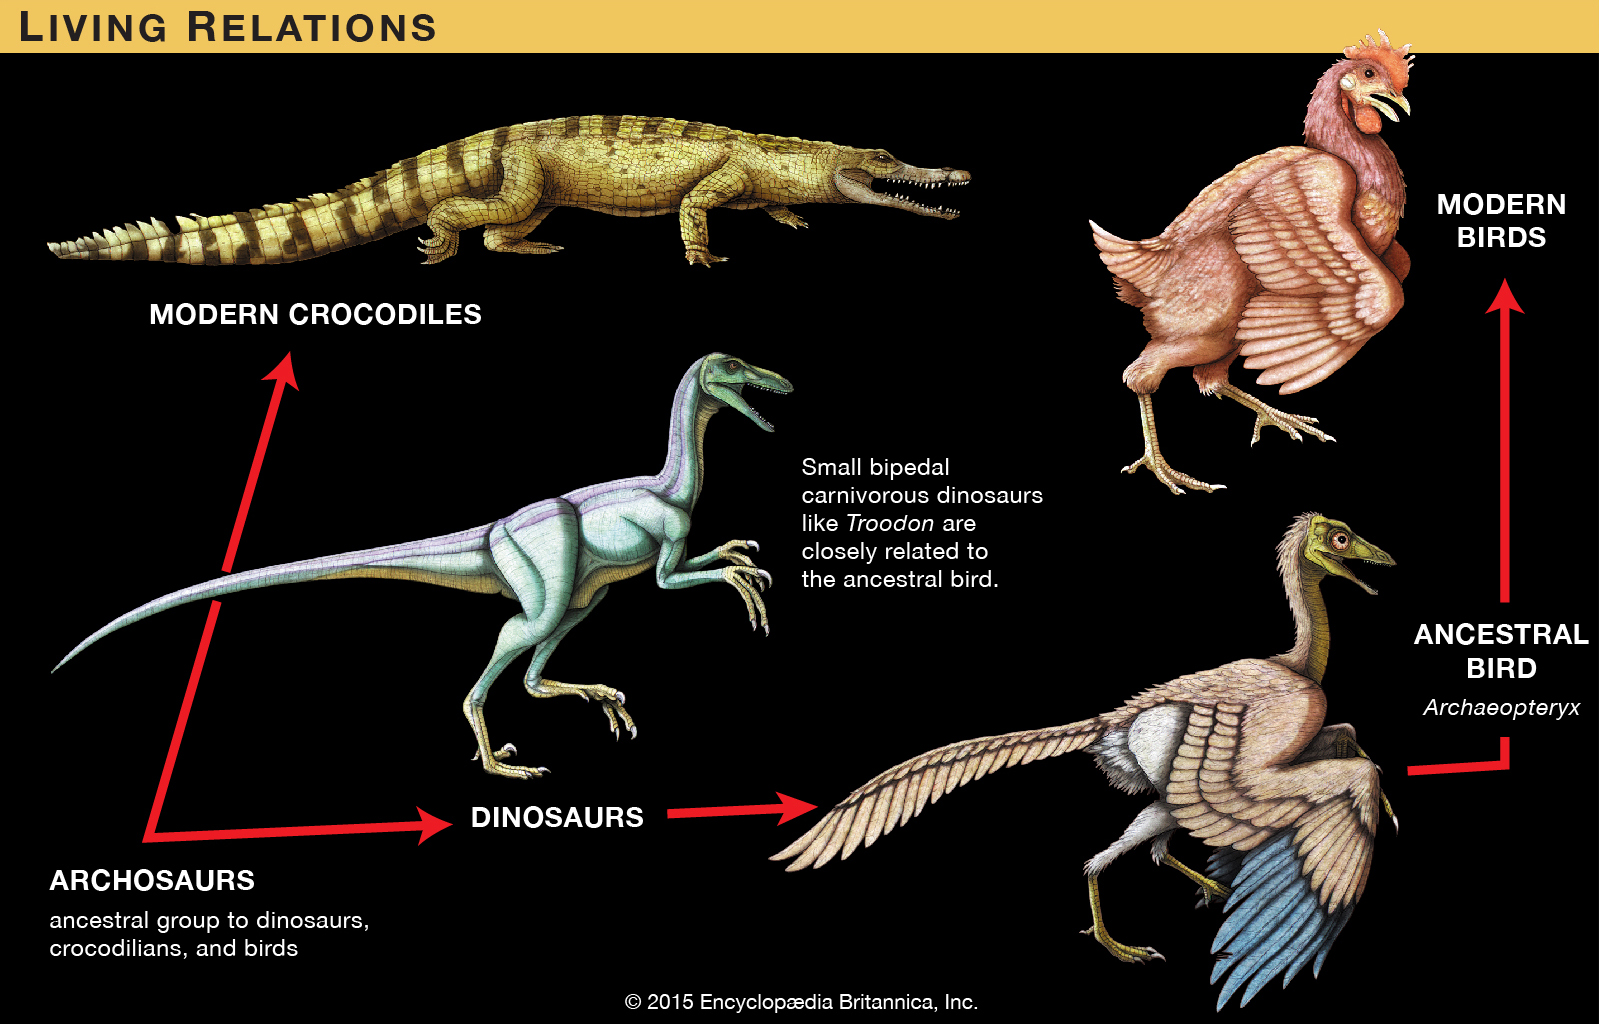 LIVING RELATIONS
MODERN
BIRDS
MODERN CROCODILES
Small bipedal
carnivorous dinosaurs
like Troodon are
closely related to
the ancestral bird.
ANCESTRAL
BIRD
Archaeopteryx
DINOSAURS
ARCHOSAURS
ancestral group to dinosaurs,
crocodilians, and birds
© 2015 Encyclopædia Britannica, Inc.